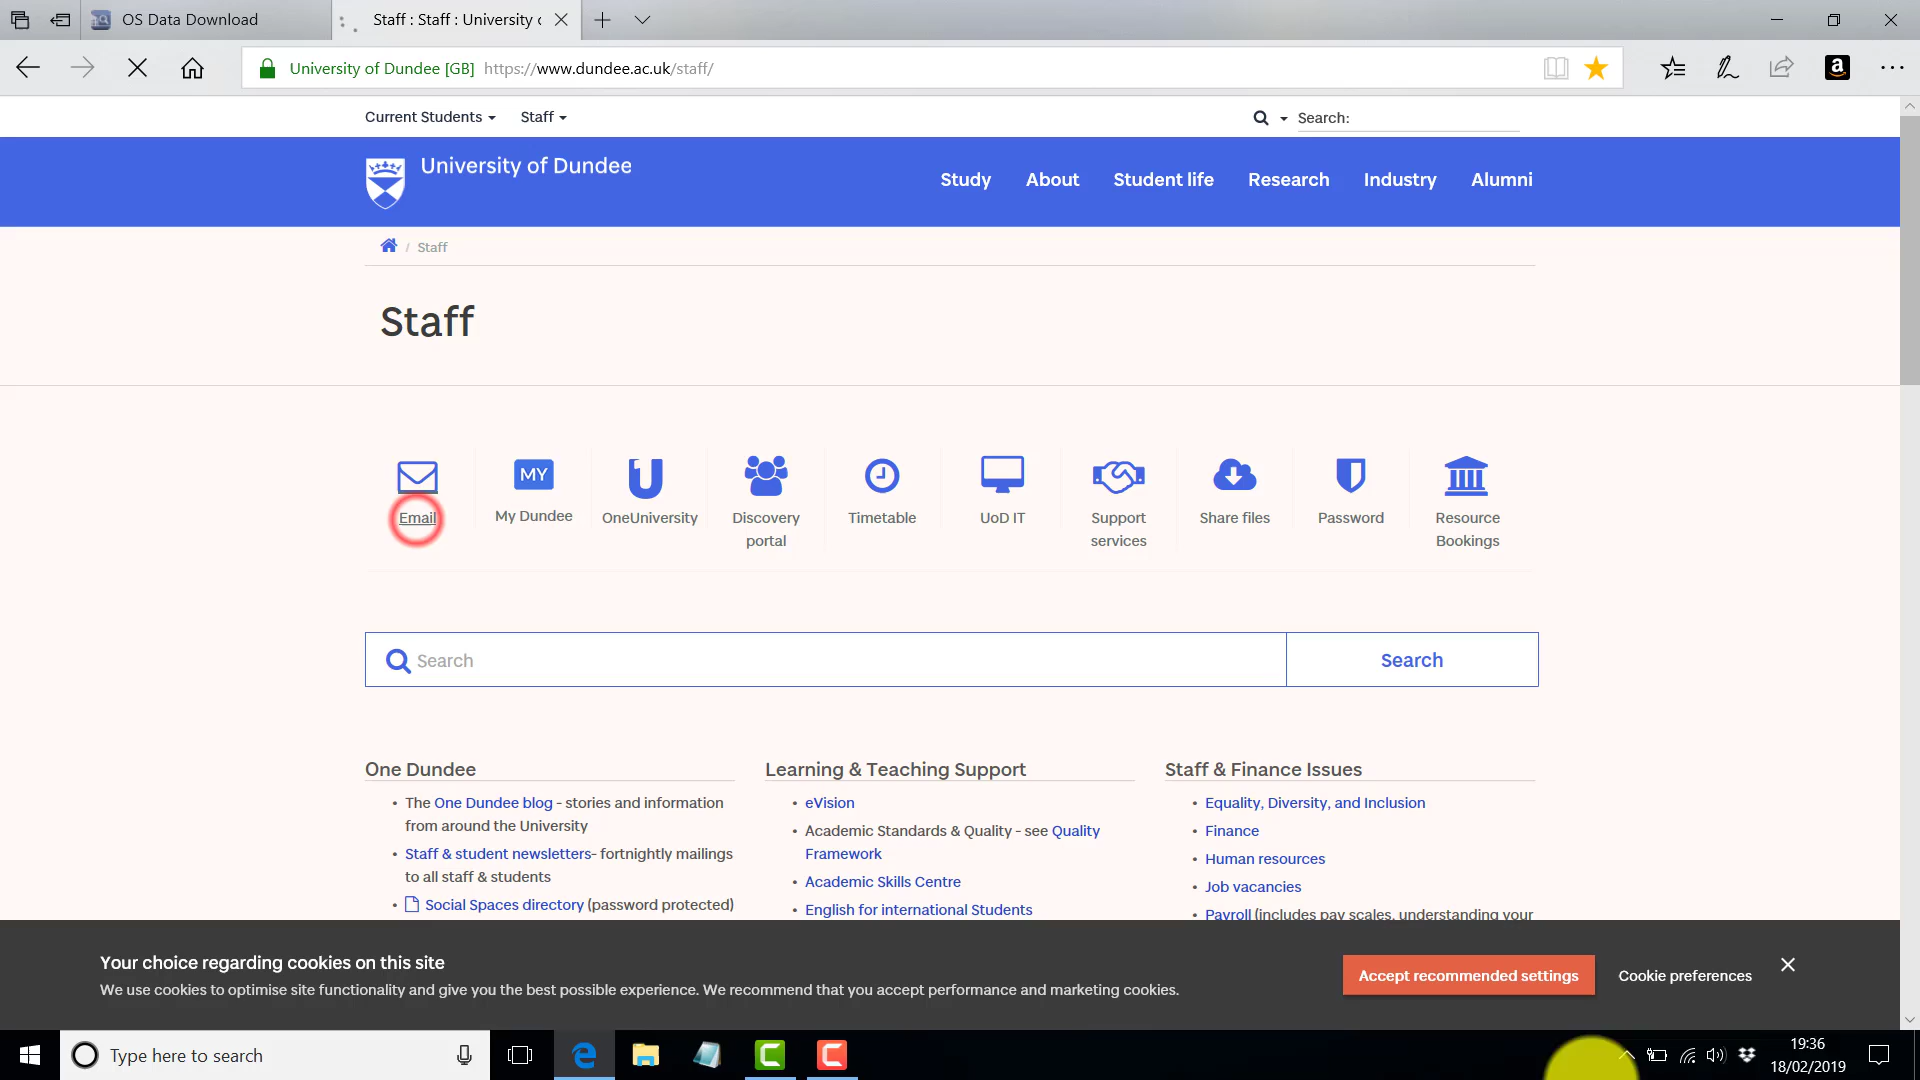 OS Data Download
Staff : Staff : University
University of Dundee [GB] https://www.dundee.ac.uk/staff/
a
Current Students Staff
Search:
University of Dundee
Study About Student life Research Industry Alumni
/ Staff
Staff
MY
Email My Dundee OneUniversity Discovery portal Timetable UoD IT Support services Share files Password Resource Bookings
Search Search
One Dundee
• The One Dundee blog - stories and information
from around the University
• Staff & student newsletters- fortnightly mailings
to all staff & students
• Social Spaces directory (password protected)
Learning & Teaching Support
• eVision
• Academic Standards & Quality - see Quality
Framework
• Academic Skills Centre
• English for international Students
Staff & Finance Issues
• Equality, Diversity, and Inclusion
• Finance
• Human resources
• Job vacancies
• Payroll (includes pay scales, understanding your
Your choice regarding cookies on this site
We use cookies to optimise site functionality and give you the best possible experience. We recommend that you accept performance and marketing cookies.
Accept recommended settings Cookie preferences
Type here to search
19:36
18/02/2019